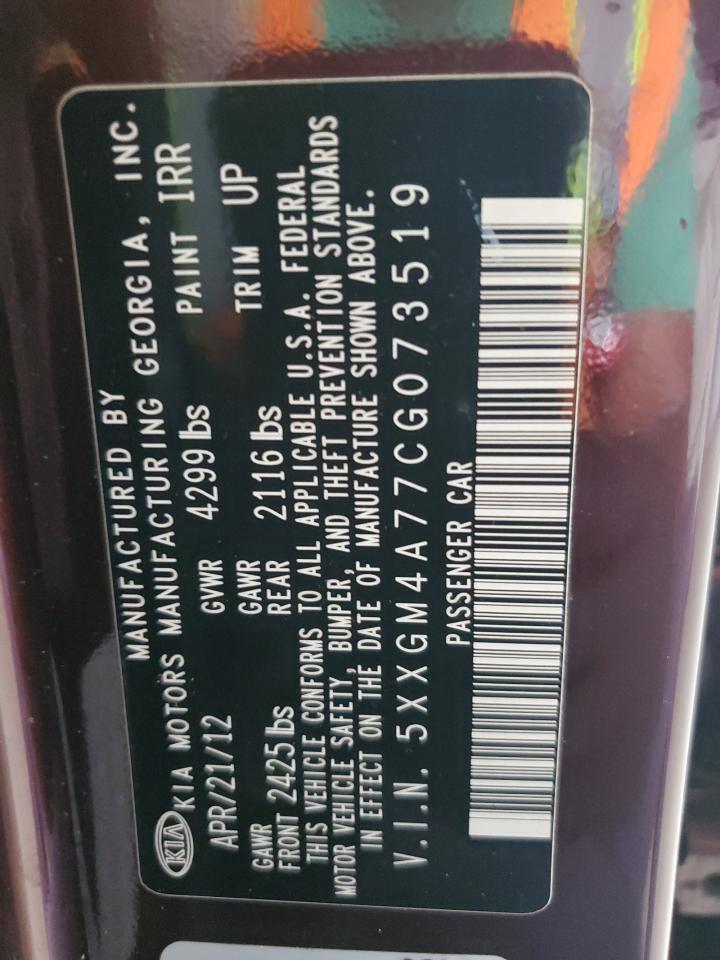 MANUFACTURED BY
KIA KIA MOTORS MANUFACTURING GEORGIA, INC.
APR/21/12 GVWR 4299 lbs PAINT IRR
GAWR GAWR
FRONT 2425 lbs REAR 2116 lbs TRIM UP
THIS VEHICLE CONFORMS TO ALL APPLICABLE U.S.A. FEDERAL
MOTOR VEHICLE SAFETY, BUMPER, AND THEFT PREVENTION STANDARDS
IN EFFECT ON THE DATE OF MANUFACTURE SHOWN ABOVE.
V.I.N. 5XXGM4A77CG073519
PASSENGER CAR